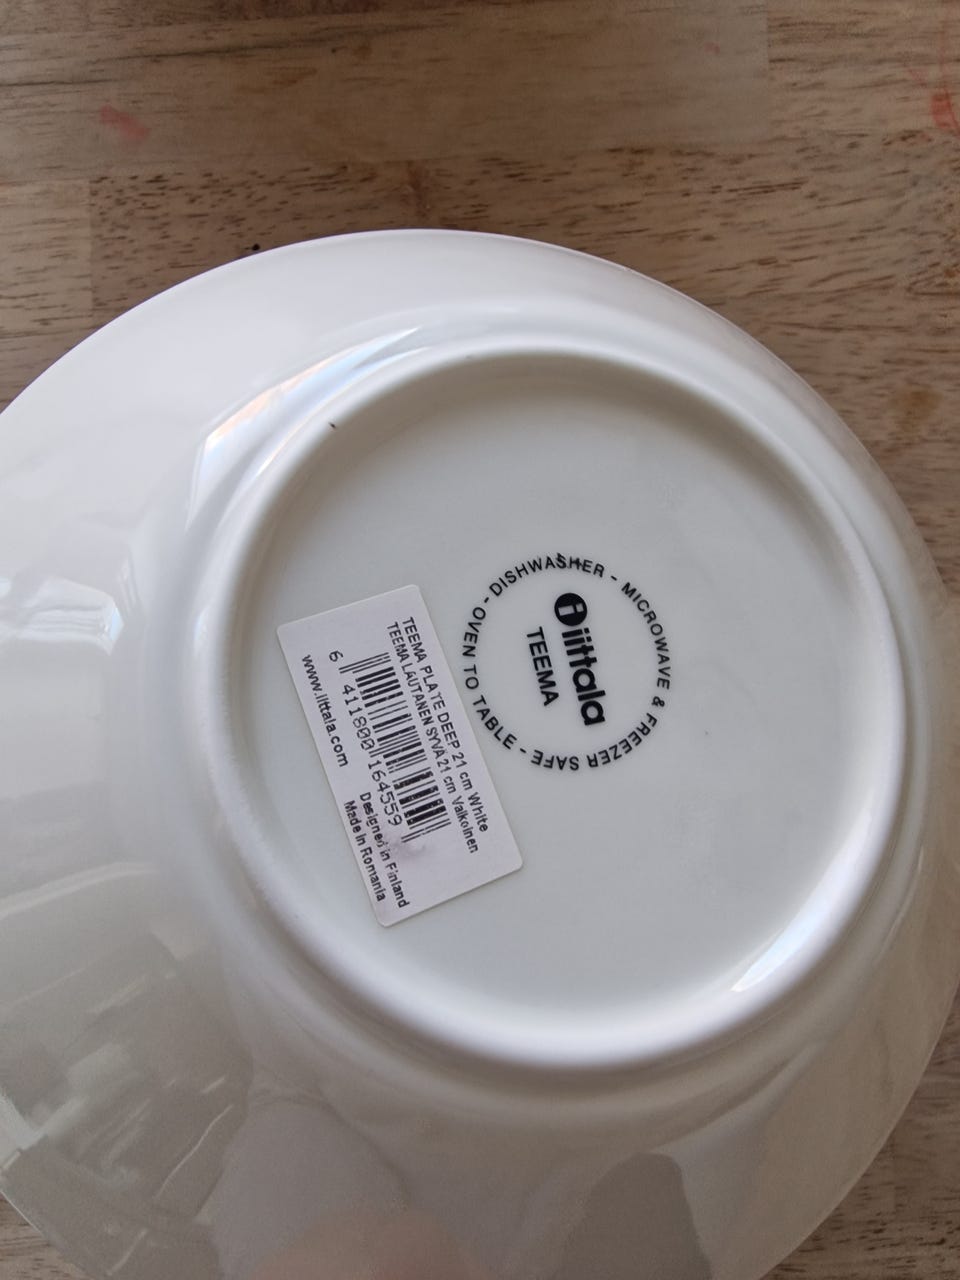 DISHWASHER - MICROWAVE & FREEZER SAFE - OVEN TO TABLE -
iittala
TEEMA
TEEMA PLATE DEEP 21 cm White
TEEMA LAUTANEN SYVÄ 21 cm Valkoinen
6 411800 164559
Designed in Finland
www.iittala.com
Made in Romania